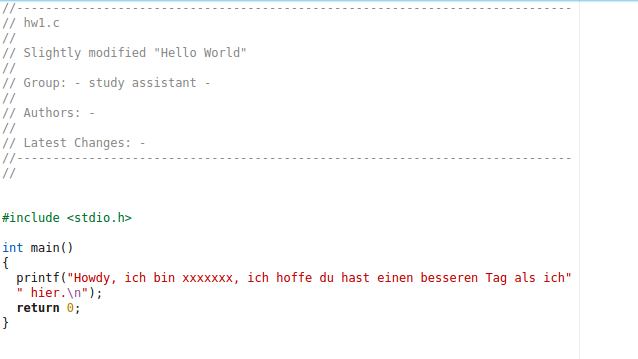 //-----------------------------------------------------------------------------
// hw1.c
//
// Slightly modified "Hello World"
//
// Group: - study assistant -
//
// Authors: -
//
// Latest Changes: -
//-----------------------------------------------------------------------------
//
#include <stdio.h>
int main()
{
  printf("Howdy, ich bin xxxxxxx, ich hoffe du hast einen besseren Tag als ich"
  " hier.\n");
  return 0;
}